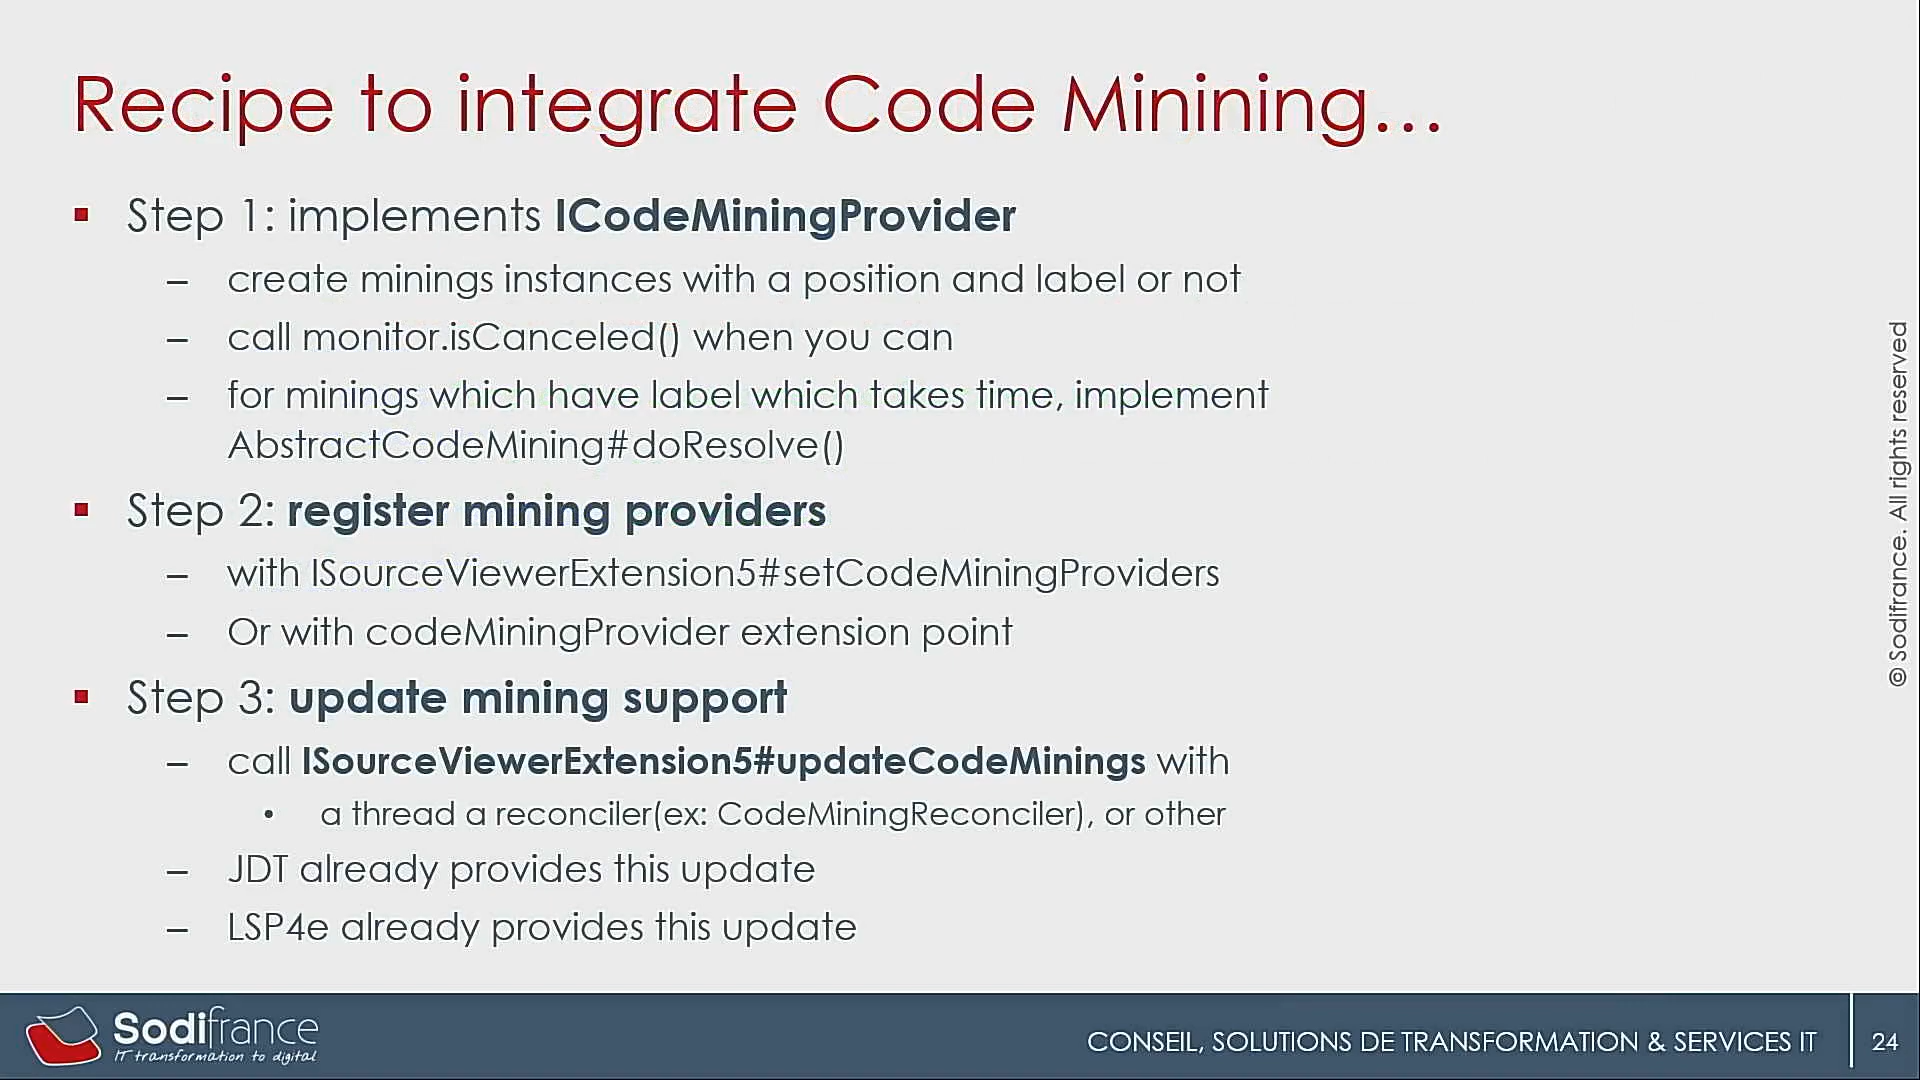 Recipe to integrate Code Minining...
▪ Step 1: implements ICodeMiningProvider
– create minings instances with a position and label or not
– call monitor.isCanceled() when you can
– for minings which have label which takes time, implement
AbstractCodeMining#doResolve()
▪ Step 2: register mining providers
– with ISourceViewerExtension5#setCodeMiningProviders
– Or with codeMiningProvider extension point
▪ Step 3: update mining support
– call ISourceViewerExtension5#updateCodeMinings with
• a thread a reconciler(ex: CodeMiningReconciler), or other
– JDT already provides this update
– LSP4e already provides this update
© Sodifrance. All rights reserved
Sodifrance
IT transformation to digital
CONSEIL, SOLUTIONS DE TRANSFORMATION & SERVICES IT
24